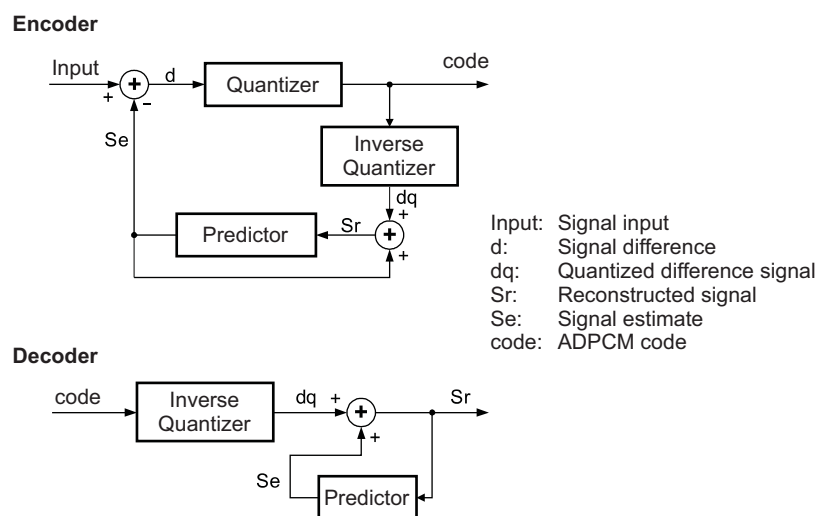 Encoder
Input
+
+
−
d
Quantizer
code
Se
Inverse
Quantizer
dq
+
Predictor
Sr
+
+
Input: Signal input
d: Signal difference
dq: Quantized difference signal
Sr: Reconstructed signal
Se: Signal estimate
code: ADPCM code
Decoder
code
Inverse
Quantizer
dq
+
+
+
Sr
Se
Predictor